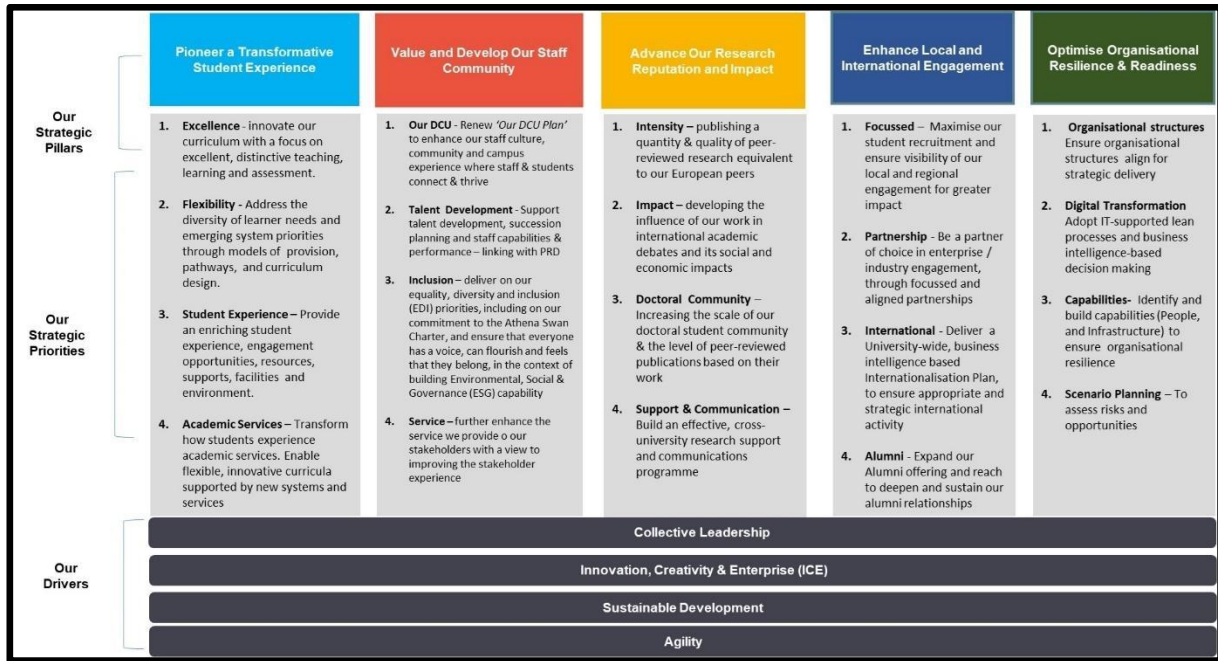 Pioneer a Transformative
Student Experience
Value and Develop Our Staff
Community
Advance Our Research
Reputation and Impact
Enhance Local and
International Engagement
Optimise Organisational
Resilience & Readiness
Our
Strategic
Pillars
Our
Strategic
Priorities
1. Excellence - innovate our
curriculum with a focus on
excellent, distinctive teaching,
learning and assessment.
2. Flexibility - Address the
diversity of learner needs and
emerging system priorities
through models of provision,
pathways, and curriculum
design.
3. Student Experience – Provide
an enriching student
experience, engagement
opportunities, resources,
supports, facilities and
environment.
4. Academic Services – Transform
how students experience
academic services. Enable
flexible, innovative curricula
supported by new systems and
services
1. Our DCU - Renew ‘Our DCU Plan’
to enhance our staff culture,
community and campus
experience where staff & students
connect & thrive
2. Talent Development - Support
talent development, succession
planning and staff capabilities &
performance – linking with PRD
3. Inclusion – deliver on our
equality, diversity and inclusion
(EDI) priorities, including on our
commitment to the Athena Swan
Charter, and ensure that everyone
has a voice, can flourish and feels
that they belong, in the context of
building Environmental, Social &
Governance (ESG) capability
4. Service – further enhance the
service we provide o our
stakeholders with a view to
improving the stakeholder
experience
1. Intensity – publishing a
quantity & quality of peer-
reviewed research equivalent
to our European peers
2. Impact – developing the
influence of our work in
international academic
debates and its social and
economic impacts
3. Doctoral Community –
Increasing the scale of our
doctoral student community
& the level of peer-reviewed
publications based on their
work
4. Support & Communication –
Build an effective, cross-
university research support
and communications
programme
1. Focussed – Maximise our
student recruitment and
ensure visibility of our
local and regional
engagement for greater
impact
2. Partnership - Be a partner
of choice in enterprise /
industry engagement,
through focussed and
aligned partnerships
3. International - Deliver a
University-wide, business
intelligence based
Internationalisation Plan,
to ensure appropriate and
strategic international
activity
4. Alumni - Expand our
Alumni offering and reach
to deepen and sustain our
alumni relationships
1. Organisational structures
Ensure organisational
structures align for
strategic delivery
2. Digital Transformation
Adopt IT-supported lean
processes and business
intelligence-based
decision making
3. Capabilities- Identify and
build capabilities (People,
and Infrastructure) to
ensure organisational
resilience
4. Scenario Planning – To
assess risks and
opportunities
Our
Drivers
Collective Leadership
Innovation, Creativity & Enterprise (ICE)
Sustainable Development
Agility